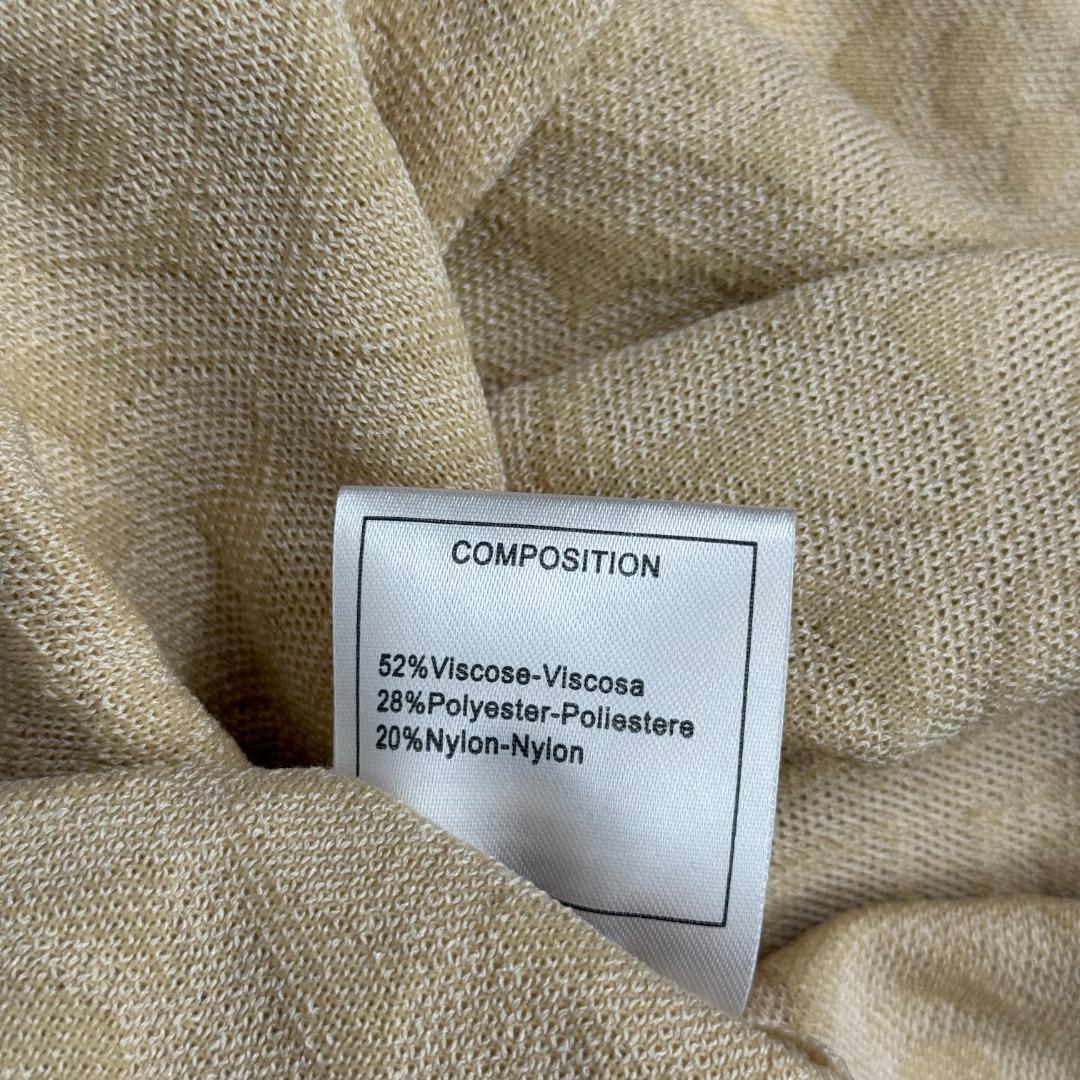 COMPOSITION
52%Viscose-Viscosa
28%Polyester-Poliestere
20%Nylon-Nylon